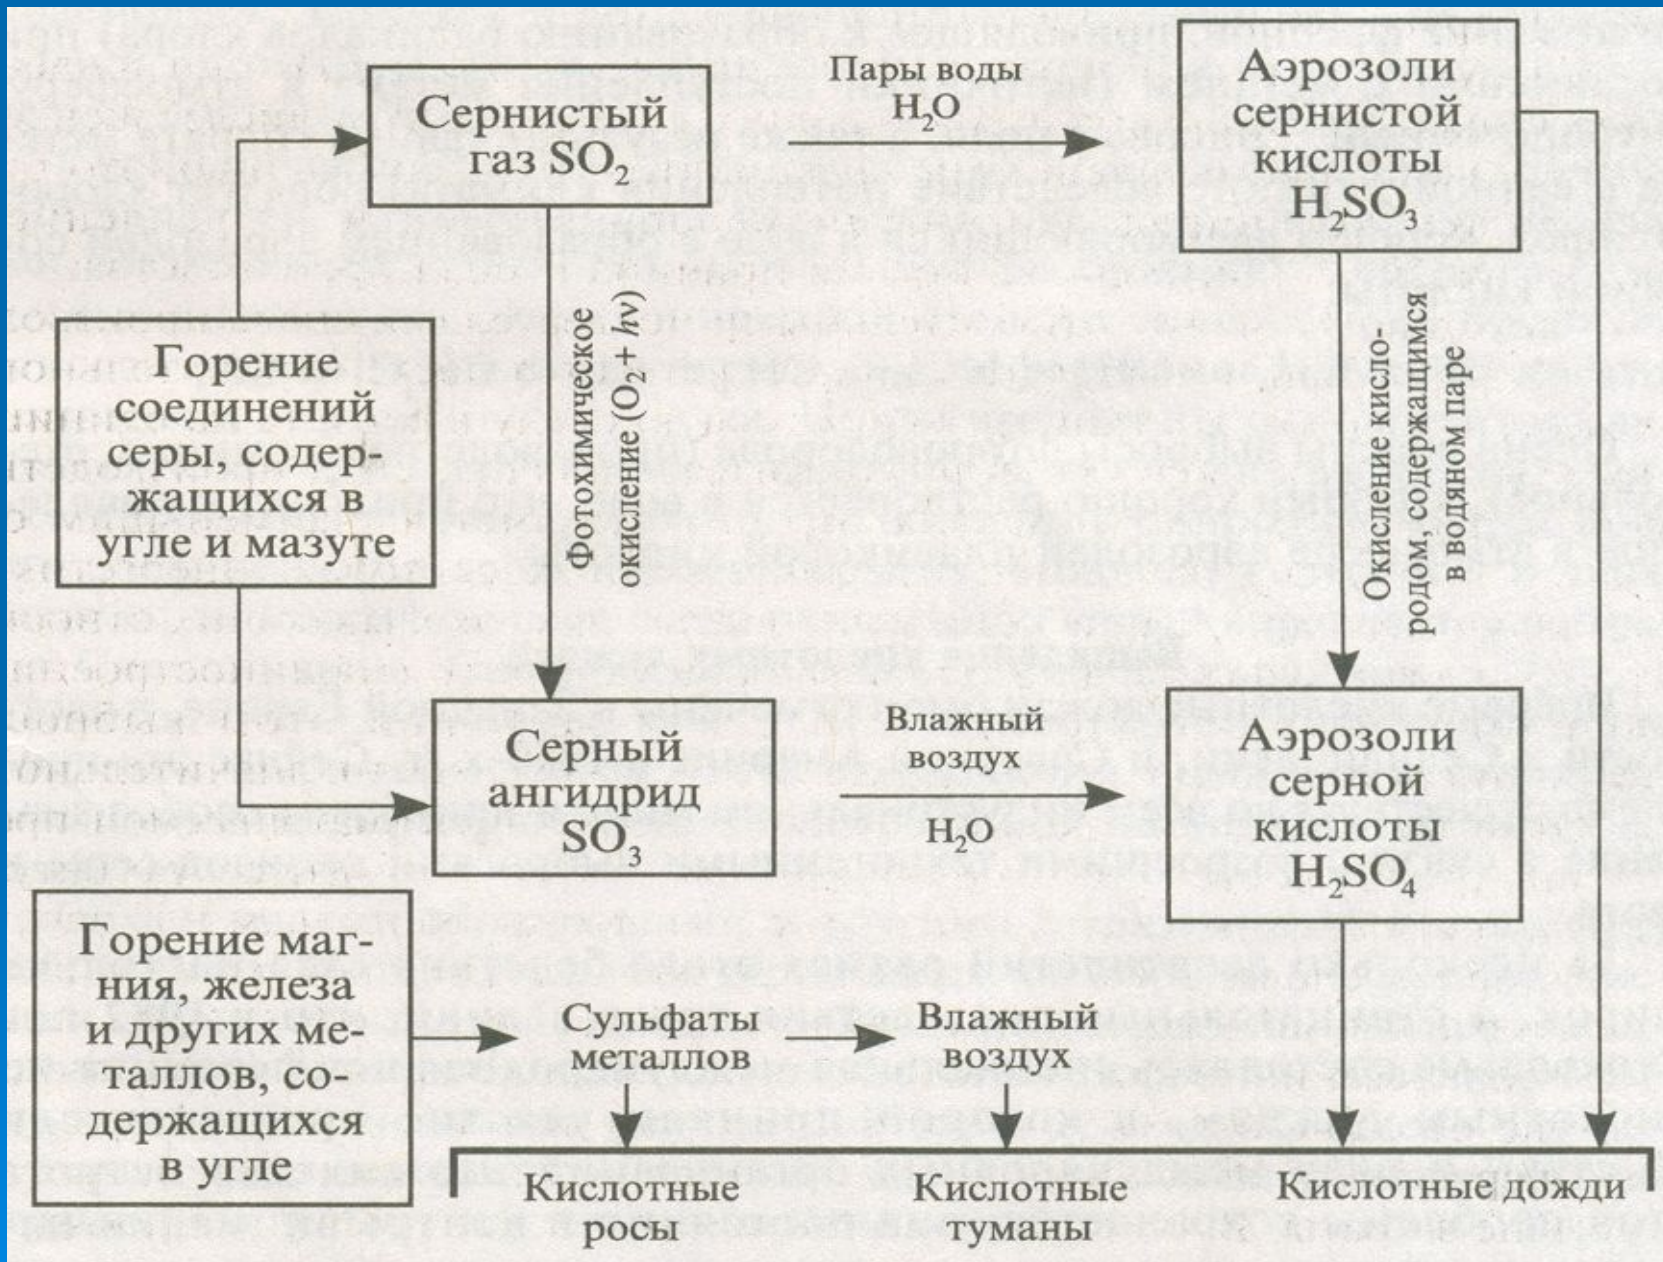 Сернистый
газ SO₂
Пары воды
H₂O
Аэрозоли
сернистой
кислоты
H₂SO₃
Горение
соединений
серы, содер-
жащихся в
угле и мазуте
Фотохимическое
окисление (O₂ + hν)
Окисление кисло-
родом, содержащимся
в водяном паре
Серный
ангидрид
SO₃
Влажный
воздух
H₂O
Аэрозоли
серной
кислоты
H₂SO₄
Горение маг-
ния, железа
и других ме-
таллов, со-
держащихся
в угле
Сульфаты
металлов
Влажный
воздух
Кислотные
росы
Кислотные
туманы
Кислотные дожди